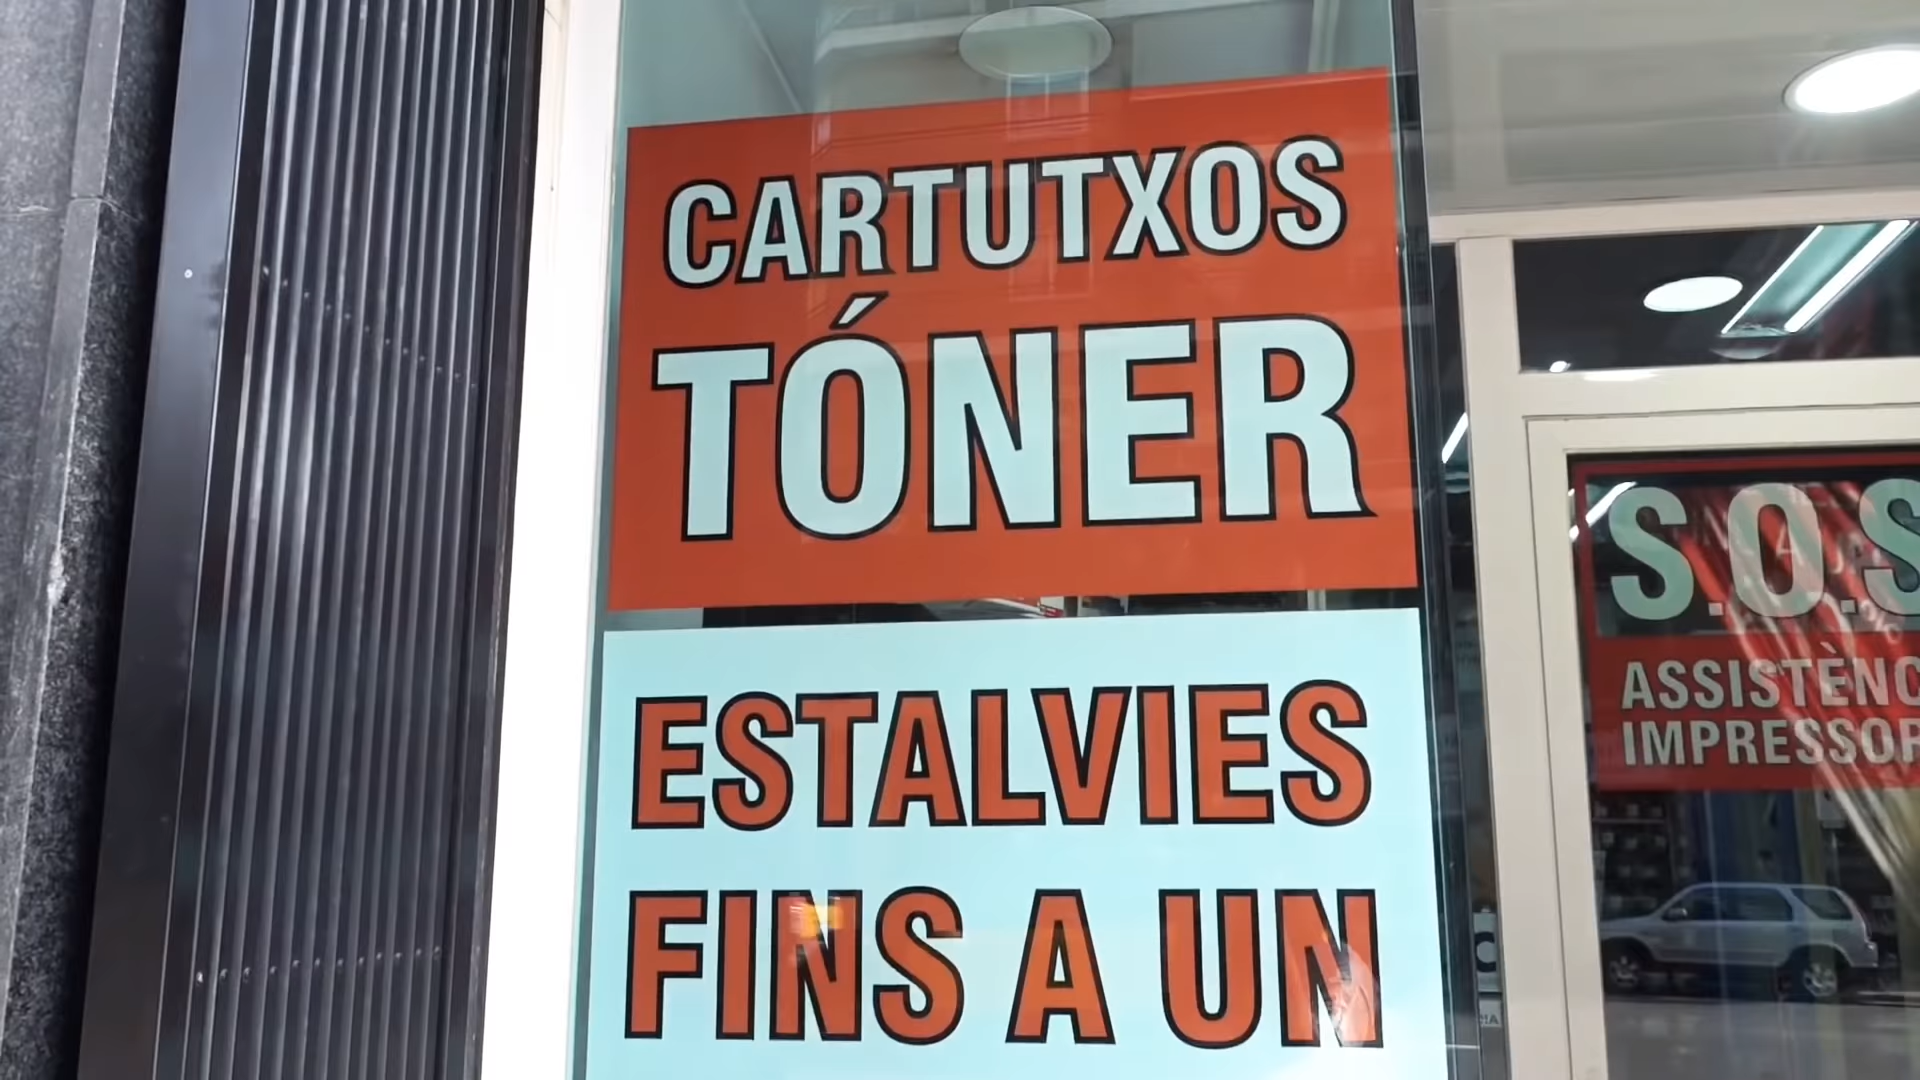 CARTUTXOS
TÓNER
ESTALVIES
FINS A UN
S.O.S
ASSISTÈNC
IMPRESSOR